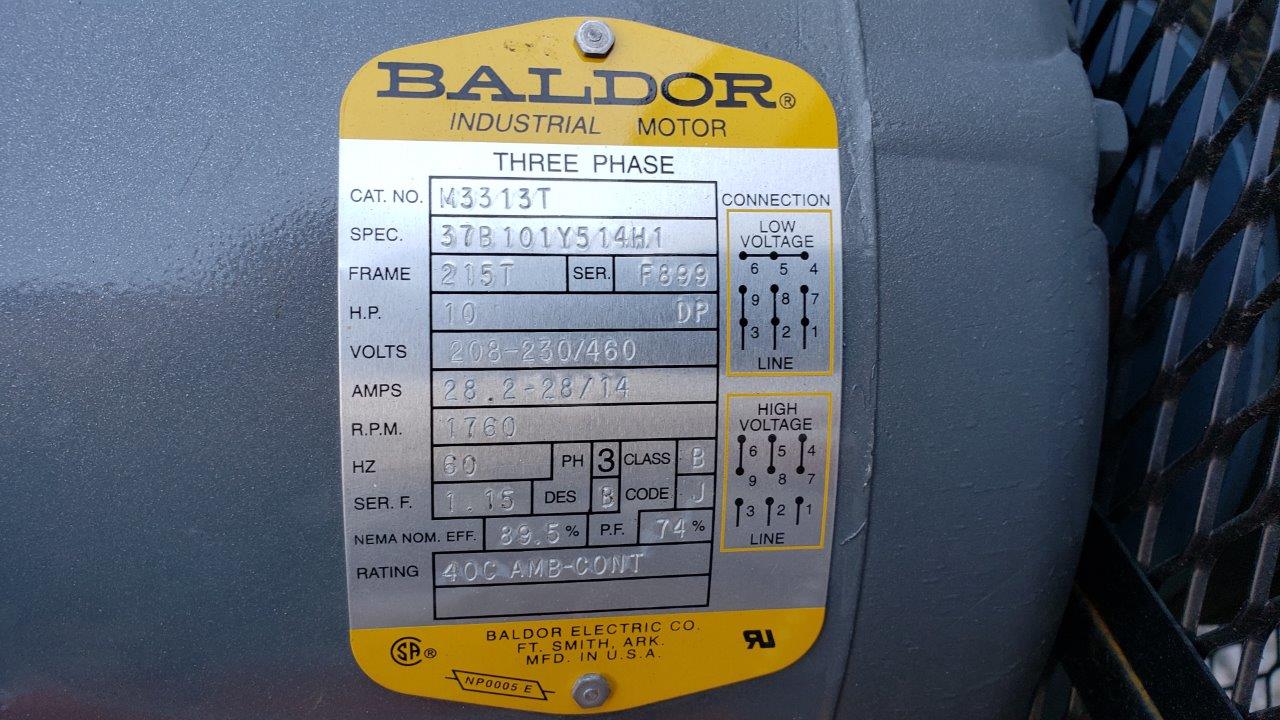 BALDOR®
INDUSTRIAL MOTOR
THREE PHASE
CAT. NO. M3313T
SPEC. 37B101Y514H1
FRAME 215T SER. F899
H.P. 10 DP
VOLTS 208-230/460
AMPS 28.2-28/14
R.P.M. 1760
HZ 60 PH 3 CLASS B
SER. F. 1.15 DES B CODE J
NEMA NOM. EFF. 89.5% P.F. 74%
RATING 40C AMB-CONT
CONNECTION
LOW
VOLTAGE
6 5 4
9 8 7
3 2 1
LINE
HIGH
VOLTAGE
6 5 4
9 8 7
3 2 1
LINE
SA®
BALDOR ELECTRIC CO.
FT. SMITH, ARK.
MFD. IN U.S.A.
RU
NP0005 E